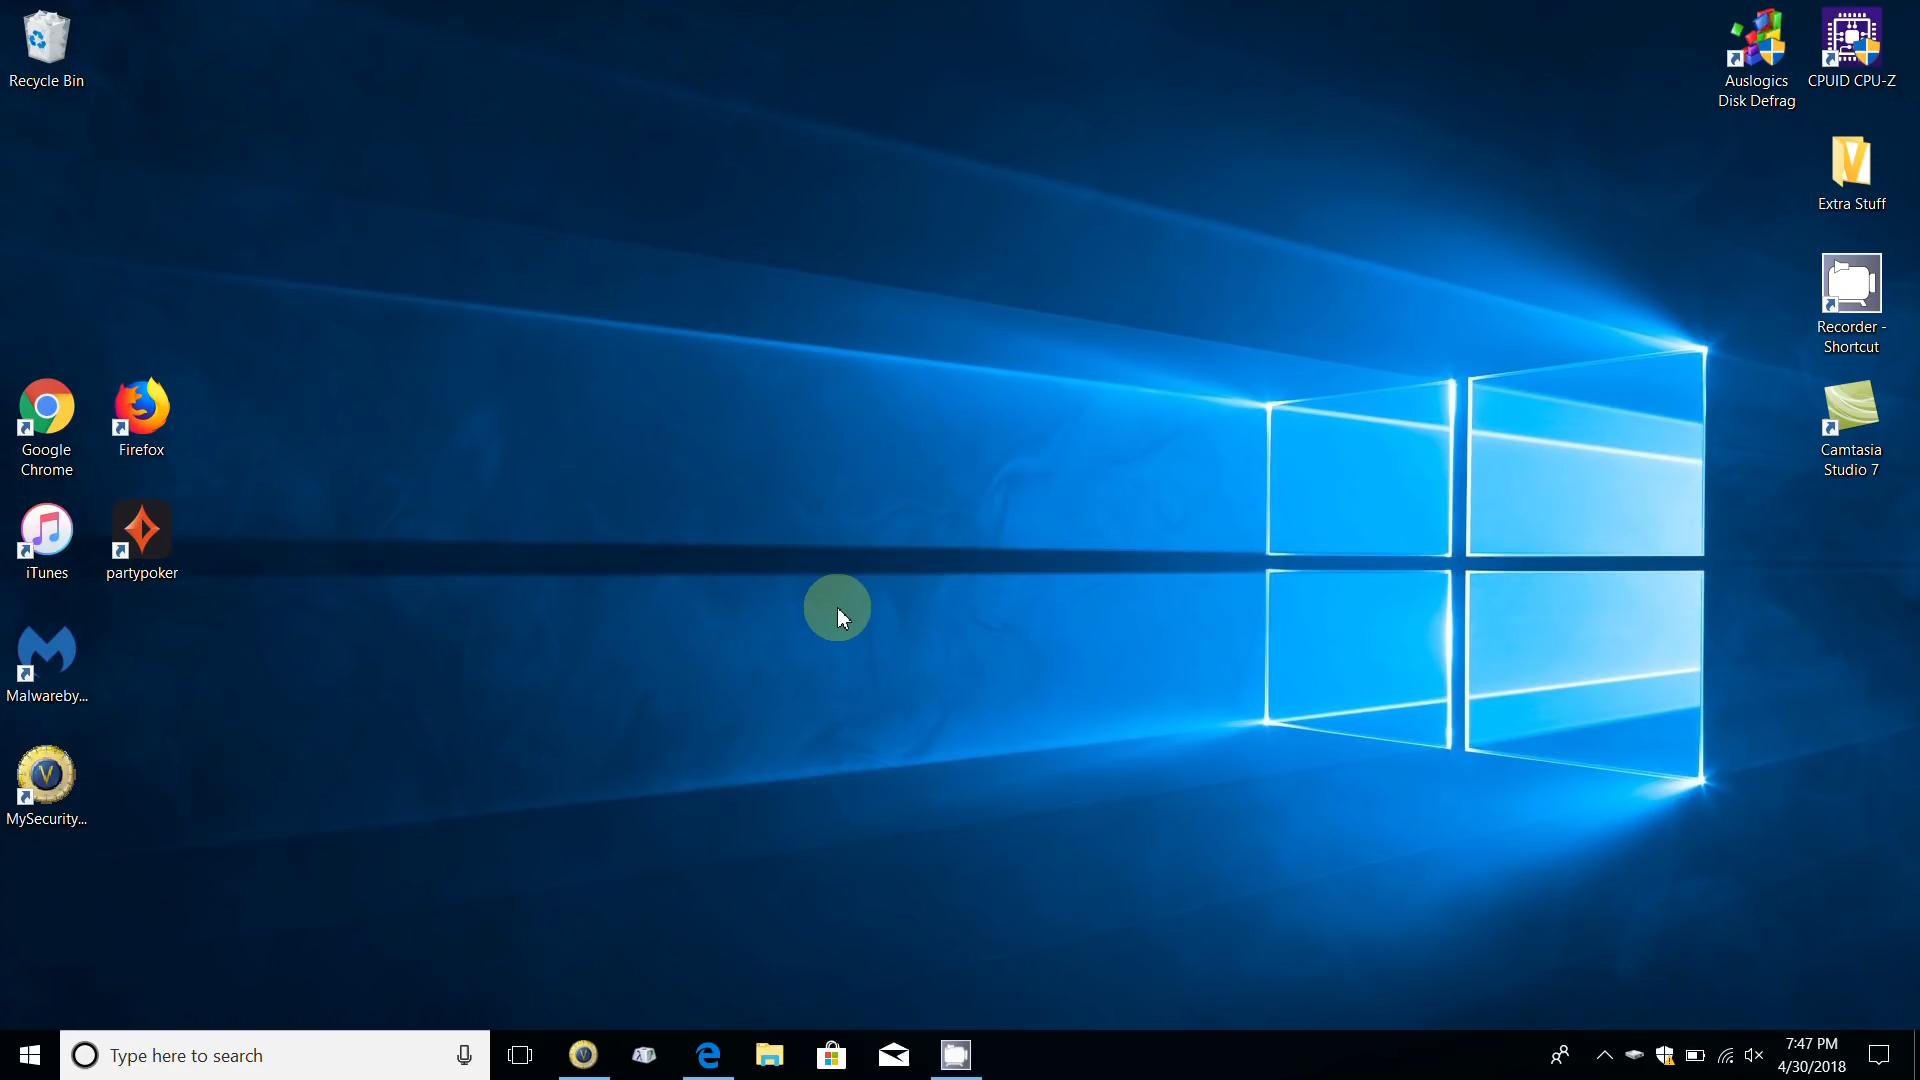 Recycle Bin
Auslogics
Disk Defrag
CPUID CPU-Z
Extra Stuff
Recorder -
Shortcut
Google
Chrome
Firefox
Camtasia
Studio 7
iTunes
partypoker
Malwareby...
V
MySecurity...
Type here to search
7:47 PM
4/30/2018